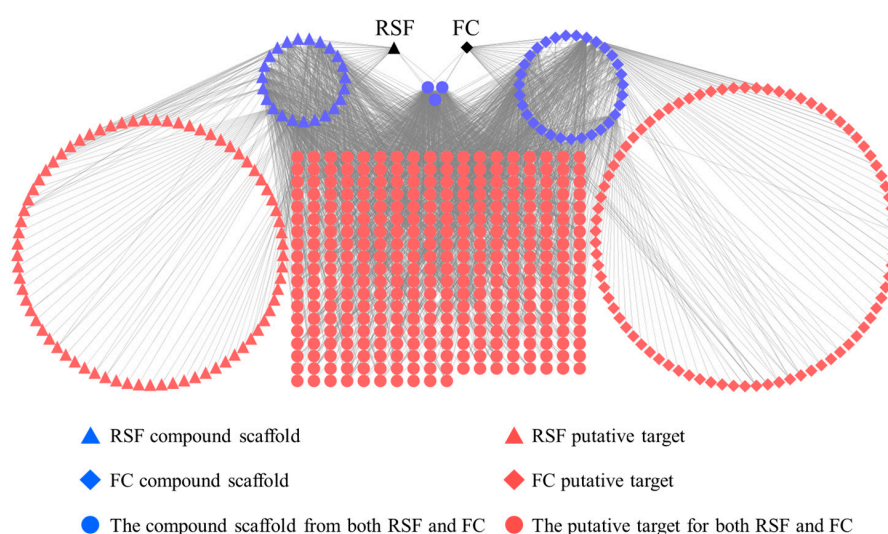 RSF FC
RSF compound scaffold
RSF putative target
FC compound scaffold
FC putative target
The compound scaffold from both RSF and FC
The putative target for both RSF and FC